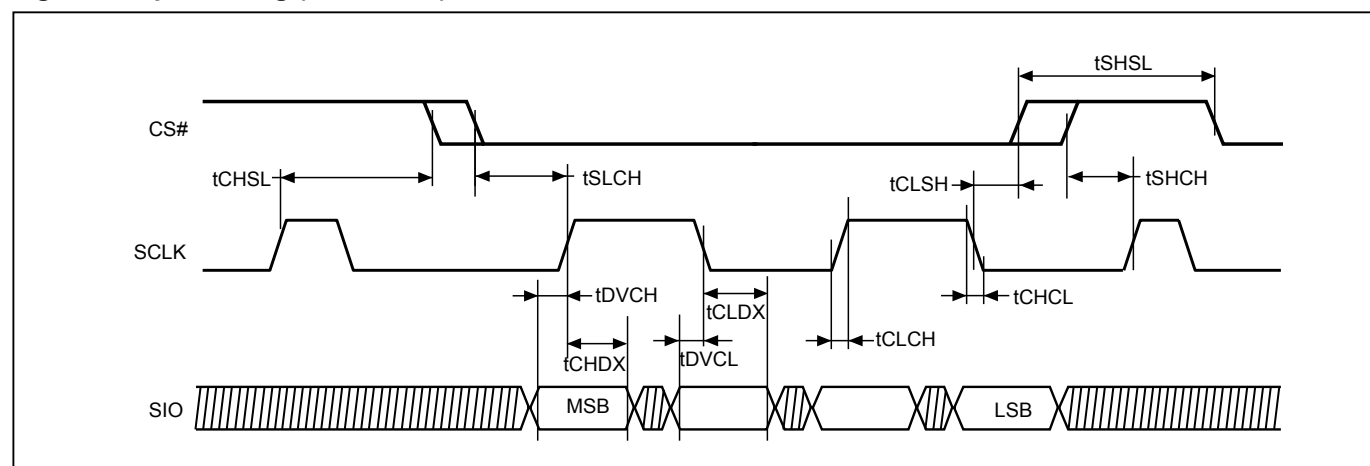 tSHSL
CS#
tCHSL
tSLCH
tCLSH
tSHCH
SCLK
tDVCH
tCLDX
tCHCL
tCHDX
tDVCL
tCLCH
SIO
MSB
LSB